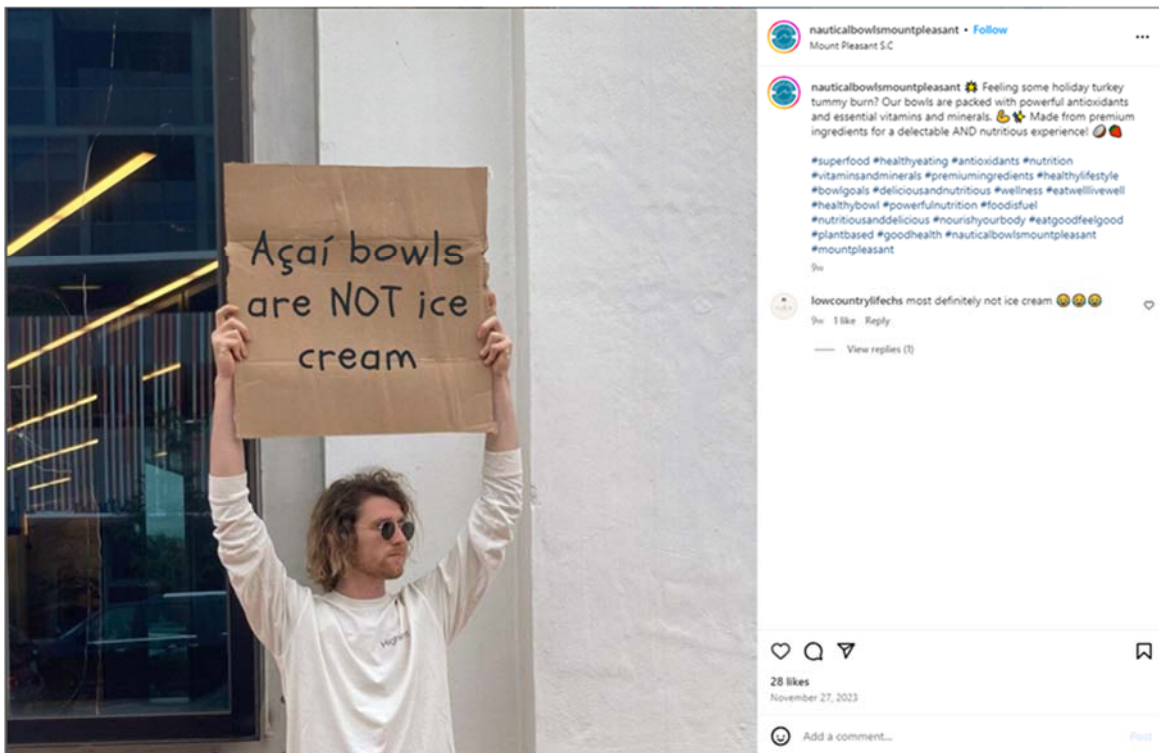 Açaí bowls
are NOT ice
cream
nauticalbowlsmountpleasant • Follow
Mount Pleasant S.C
nauticalbowlsmountpleasant Feeling some holiday turkey
tummy burn? Our bowls are packed with powerful antioxidants
and essential vitamins and minerals. Made from premium
ingredients for a delectable AND nutritious experience!
#superfood #healthyeating #antioxidants #nutrition
#vitaminsandminerals #premiumingredients #healthylifestyle
#bowlgoals #deliciousandnutritious #wellness #eatwelllivewell
#healthybowl #powerfulnutrition #foodisfuel
#nutritiousanddelicious #nourishyourbody #eatgoodfeelgood
#plantbased #goodhealth #nauticalbowlsmountpleasant
#mountpleasant
9w
lowcountrylifechs most definitely not ice cream
9w 1 like Reply
View replies (1)
28 likes
November 27, 2023
Add a comment...
Post